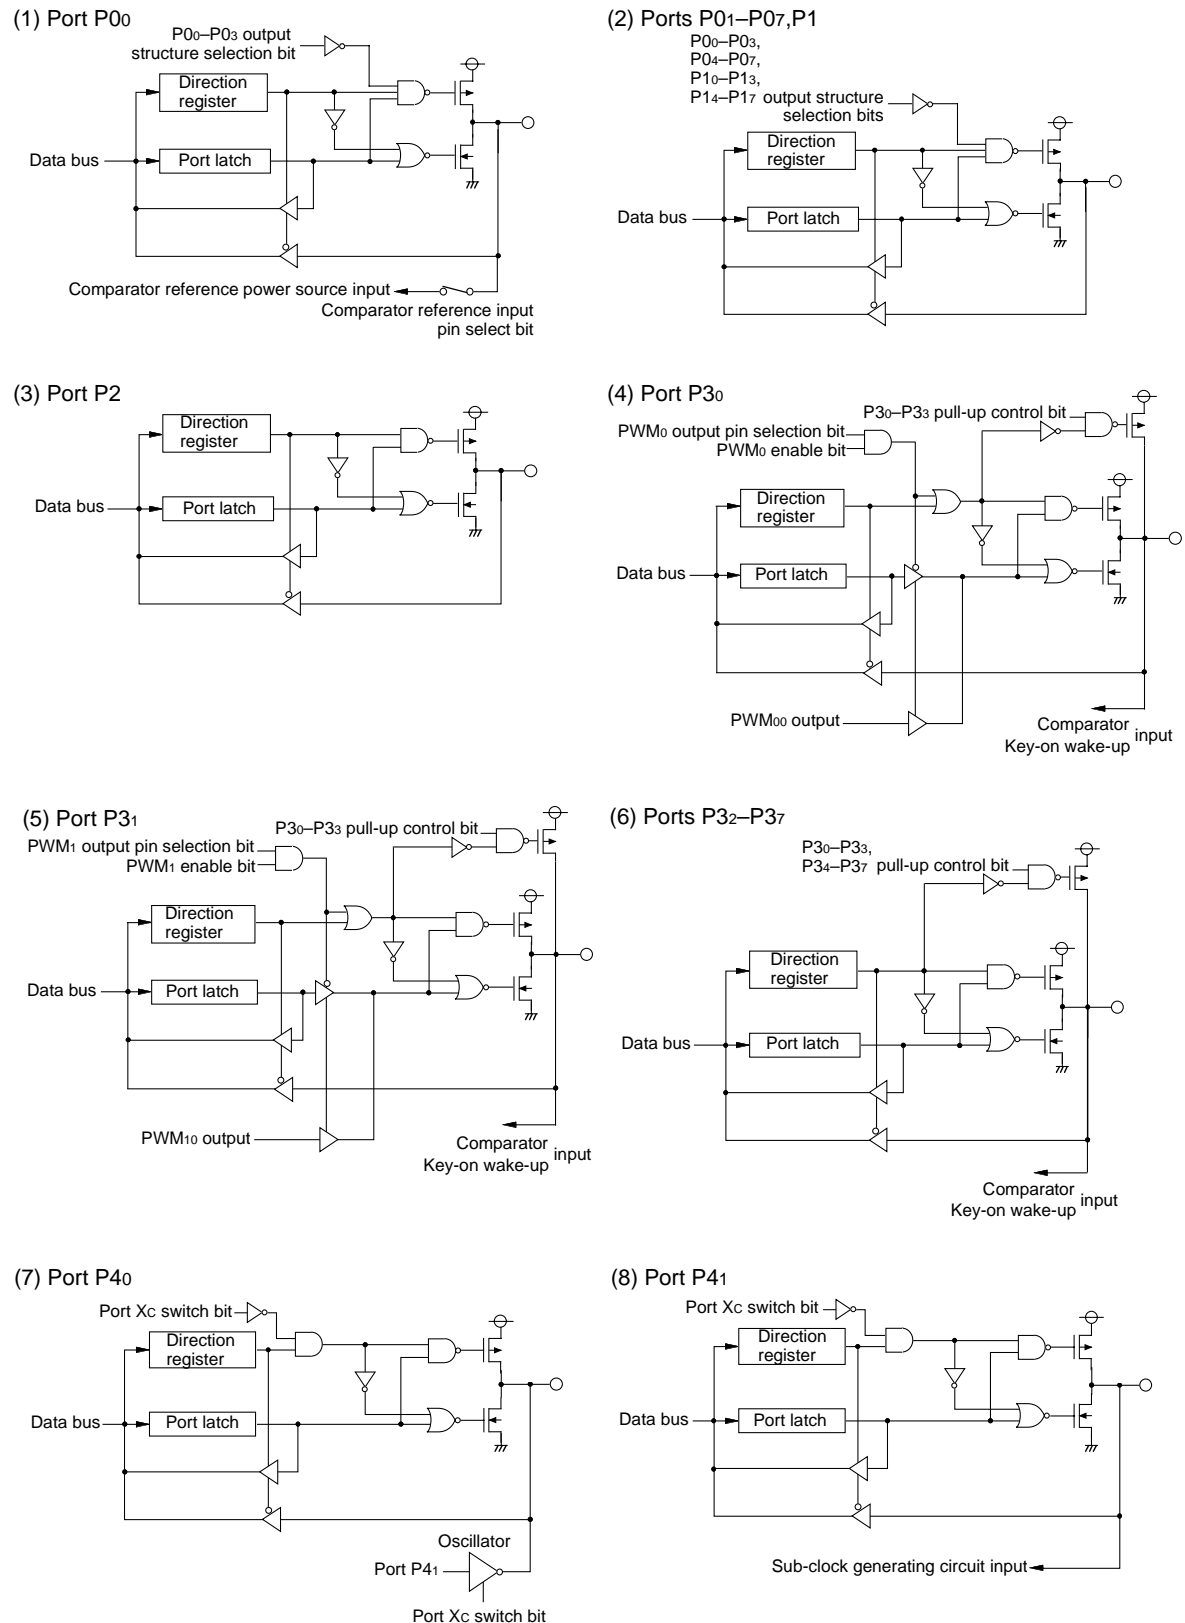 (1) Port P00
P00–P03 output
structure selection bit
Direction
register
Data bus
Port latch
Comparator reference power source input
Comparator reference input
pin select bit
(2) Ports P01–P07,P1
P00–P03,
P04–P07,
P10–P13,
P14–P17 output structure
selection bits
Direction
register
Data bus
Port latch
(3) Port P2
Direction
register
Data bus
Port latch
(4) Port P30
P30–P33 pull-up control bit
PWM0 output pin selection bit
PWM0 enable bit
Direction
register
Data bus
Port latch
PWM00 output
Comparator
Key-on wake-up
input
(5) Port P31
P30–P33 pull-up control bit
PWM1 output pin selection bit
PWM1 enable bit
Direction
register
Data bus
Port latch
PWM10 output
Comparator
Key-on wake-up
input
(6) Ports P32–P37
P30–P33,
P34–P37 pull-up control bit
Direction
register
Data bus
Port latch
Comparator
Key-on wake-up
input
(7) Port P40
Port XC switch bit
Direction
register
Data bus
Port latch
Oscillator
Port P41
Port XC switch bit
(8) Port P41
Port XC switch bit
Direction
register
Data bus
Port latch
Sub-clock generating circuit input